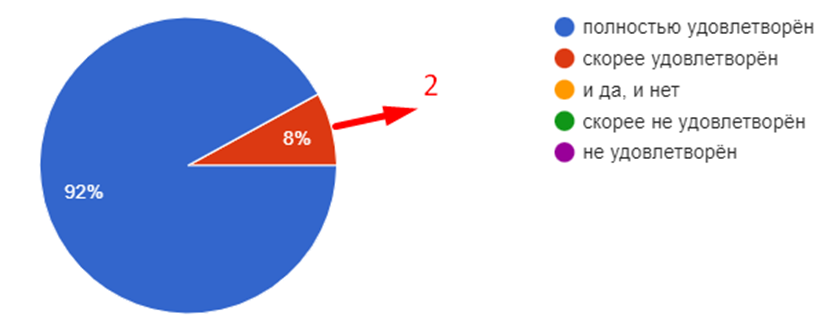 92%
8%
2
полностью удовлетворён
скорее удовлетворён
и да, и нет
скорее не удовлетворён
не удовлетворён